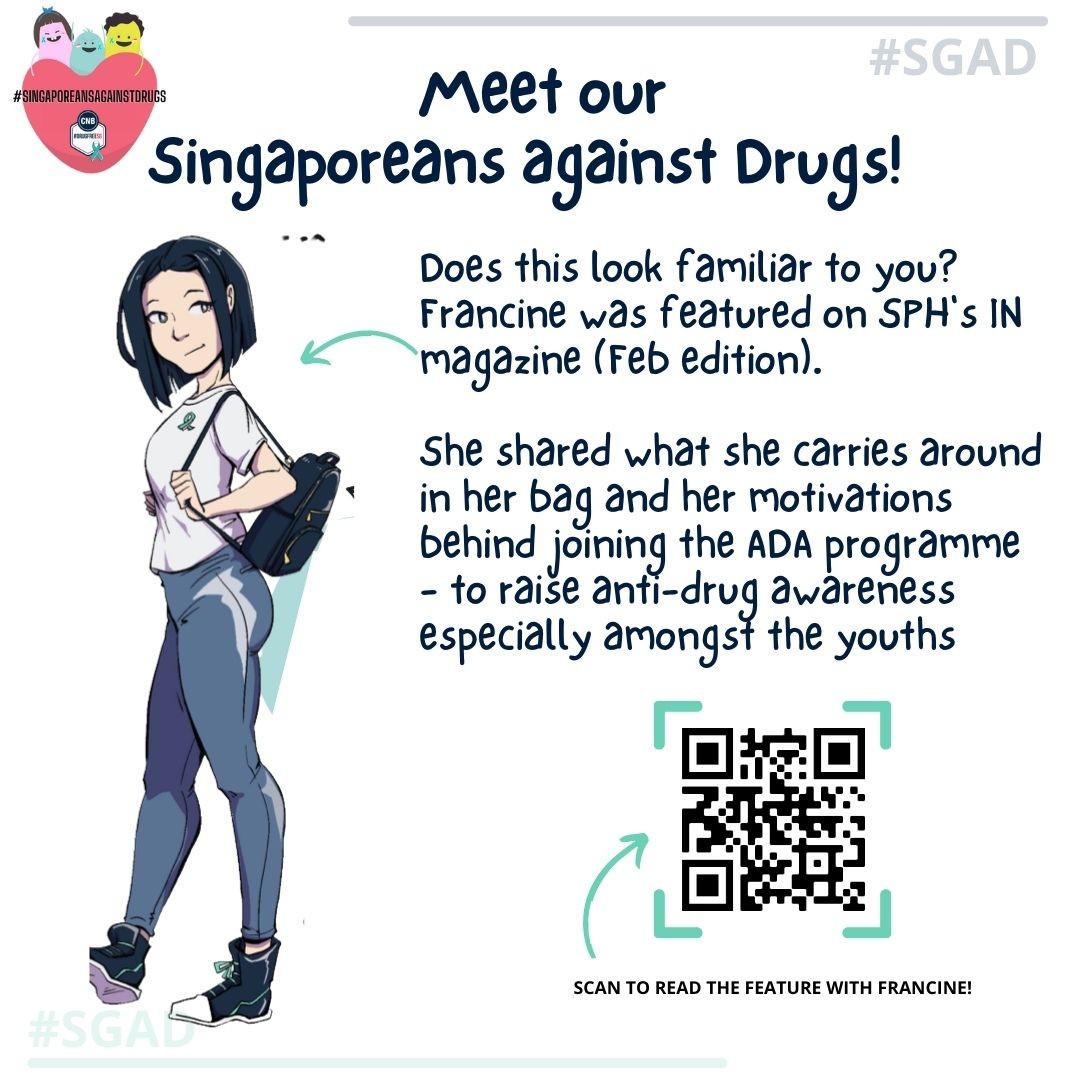 #SGAD
#SINGAPOREANSAGAINSTDRUGS
CNB
#DRUGFREESG
Meet our
Singaporeans against Drugs!
Does this look familiar to you?
Francine was featured on SPH's IN
magazine (Feb edition).
She shared what she carries around
in her bag and her motivations
behind joining the ADA programme
- to raise anti-drug awareness
especially amongst the youths
SCAN TO READ THE FEATURE WITH FRANCINE!
#SGAD